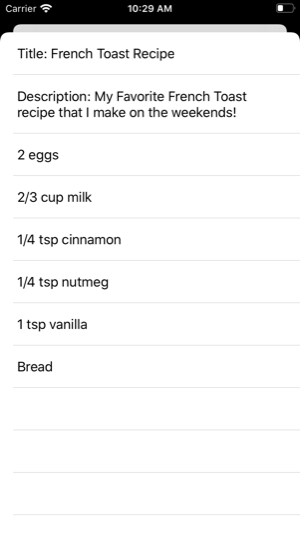 Carrier 10:29 AM
Title: French Toast Recipe
Description: My Favorite French Toast
recipe that I make on the weekends!
2 eggs
2/3 cup milk
1/4 tsp cinnamon
1/4 tsp nutmeg
1 tsp vanilla
Bread